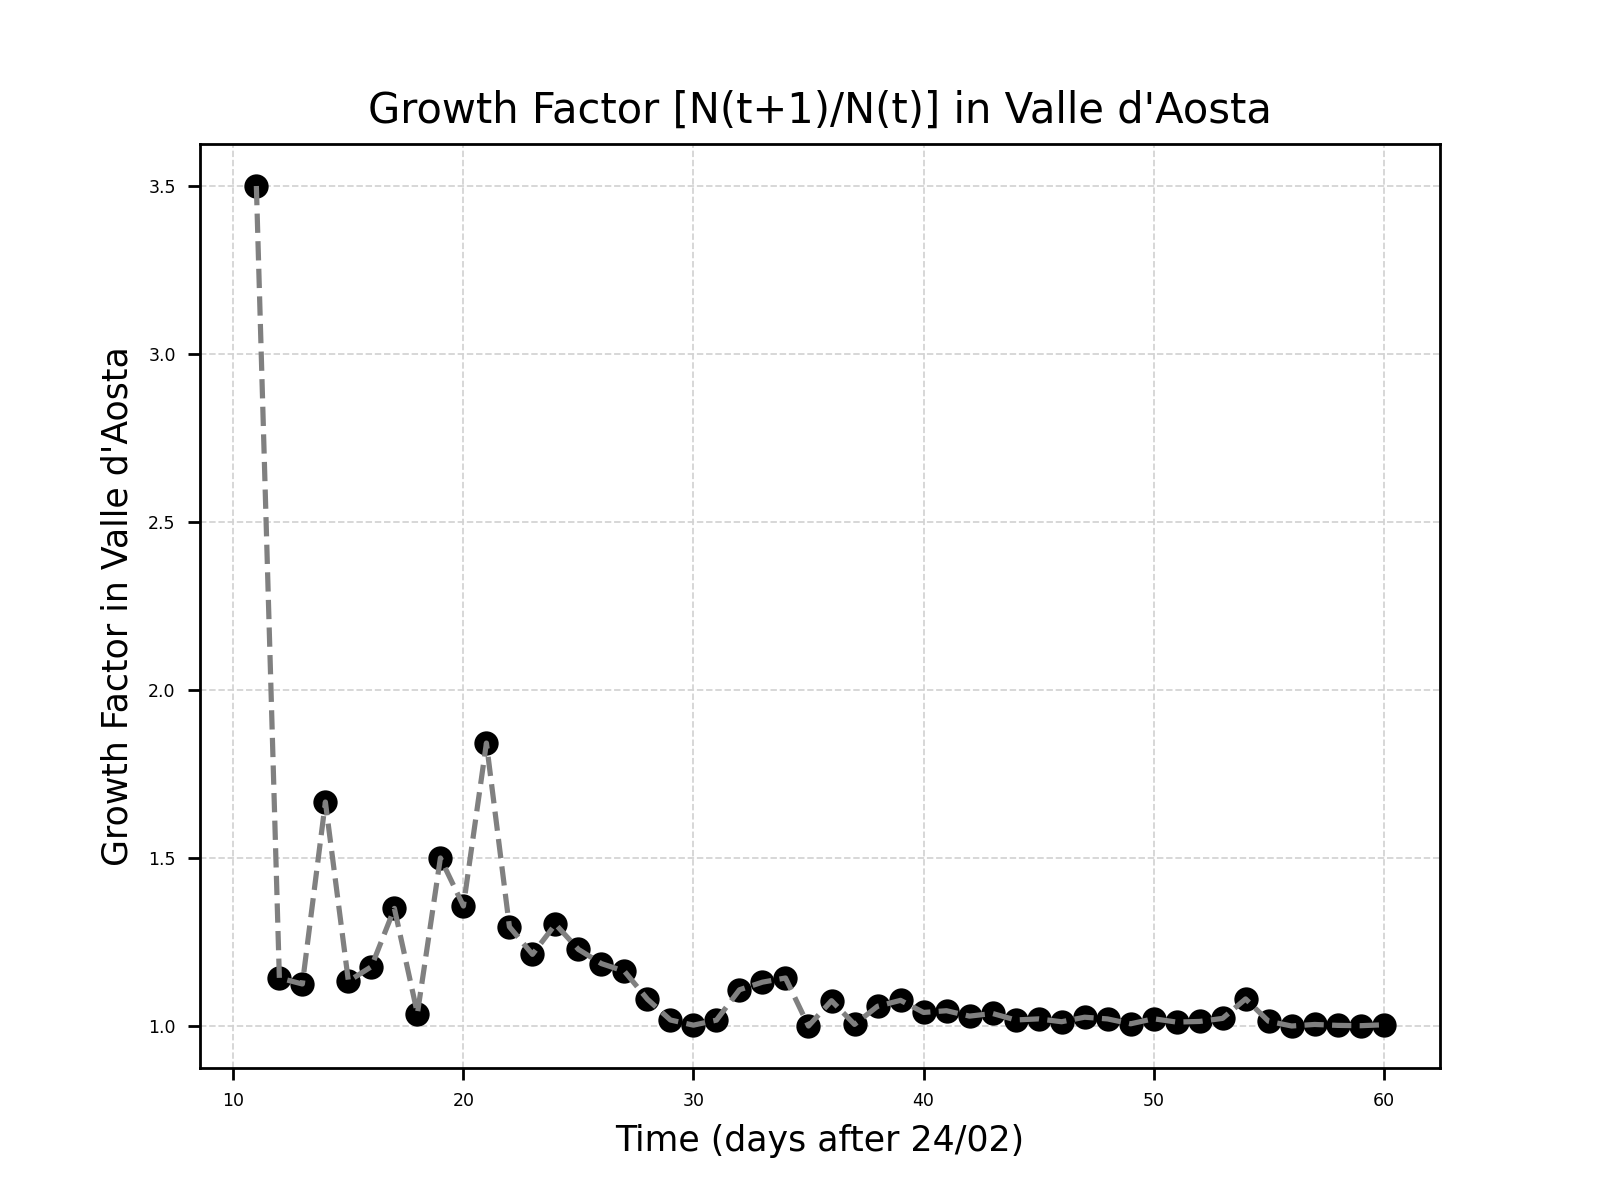 Growth Factor [N(t+1)/N(t)] in Valle d'Aosta
Growth Factor in Valle d'Aosta
3.5
3.0
2.5
2.0
1.5
1.0
10 20 30 40 50 60
Time (days after 24/02)